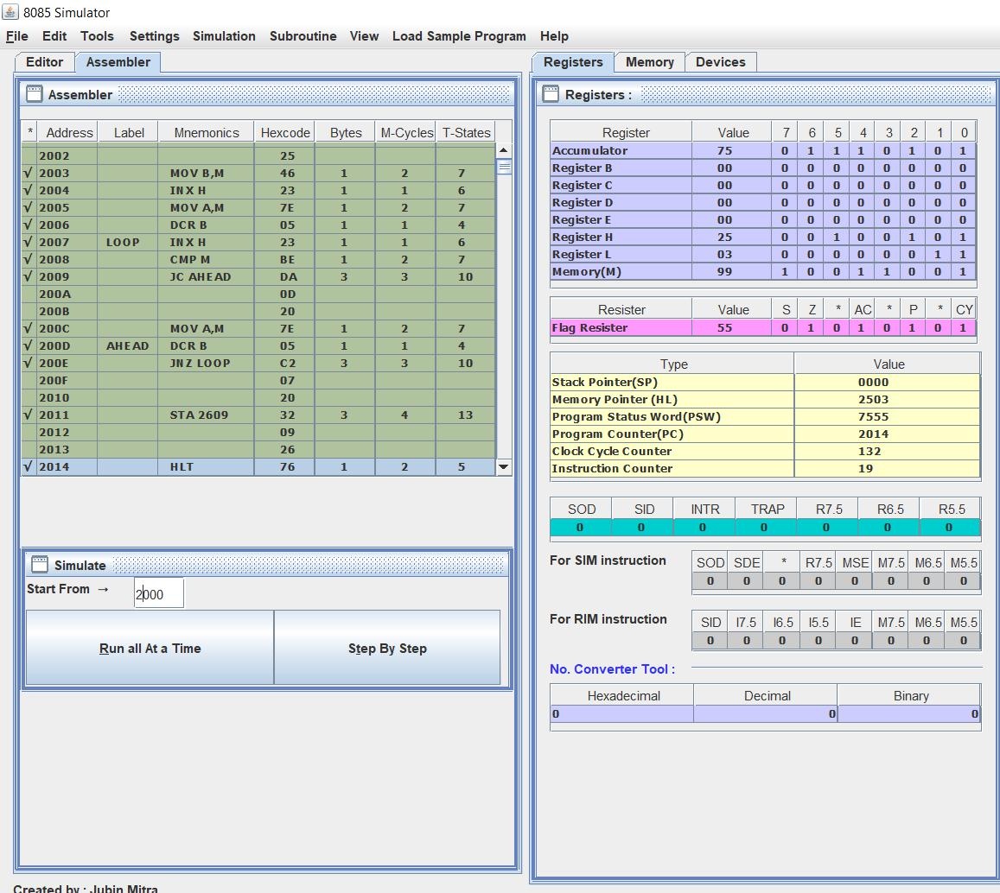 8085 Simulator
File Edit Tools Settings Simulation Subroutine View Load Sample Program Help
Editor Assembler
Assembler
* Address Label Mnemonics Hexcode Bytes M-Cycles T-States
2002 25
√ 2003 MOV B,M 46 1 2 7
√ 2004 INX H 23 1 1 6
√ 2005 MOV A,M 7E 1 2 7
√ 2006 DCR B 05 1 1 4
√ 2007 LOOP INX H 23 1 1 6
√ 2008 CMP M BE 1 2 7
√ 2009 JC AHEAD DA 3 3 10
200A 0D
200B 20
√ 200C MOV A,M 7E 1 2 7
√ 200D AHEAD DCR B 05 1 1 4
√ 200E JNZ LOOP C2 3 3 10
200F 07
2010 20
√ 2011 STA 2609 32 3 4 13
2012 09
2013 26
√ 2014 HLT 76 1 2 5
Simulate
Start From → 2000
Run all At a Time Step By Step
Created by : Jubin Mitra
Registers Memory Devices
Registers :
Register Value 7 6 5 4 3 2 1 0
Accumulator 75 0 1 1 1 0 1 0 1
Register B 00 0 0 0 0 0 0 0 0
Register C 00 0 0 0 0 0 0 0 0
Register D 00 0 0 0 0 0 0 0 0
Register E 00 0 0 0 0 0 0 0 0
Register H 25 0 0 1 0 0 1 0 1
Register L 03 0 0 0 0 0 0 1 1
Memory(M) 99 1 0 0 1 1 0 0 1
Resister Value S Z * AC * P * CY
Flag Resister 55 0 1 0 1 0 1 0 1
Type Value
Stack Pointer(SP) 0000
Memory Pointer (HL) 2503
Program Status Word(PSW) 7555
Program Counter(PC) 2014
Clock Cycle Counter 132
Instruction Counter 19
SOD SID INTR TRAP R7.5 R6.5 R5.5
0 0 0 0 0 0 0
For SIM instruction
SOD SDE * R7.5 MSE M7.5 M6.5 M5.5
0 0 0 0 0 0 0 0
For RIM instruction
SID I7.5 I6.5 I5.5 IE M7.5 M6.5 M5.5
0 0 0 0 0 0 0 0
No. Converter Tool :
Hexadecimal Decimal Binary
0 0 0